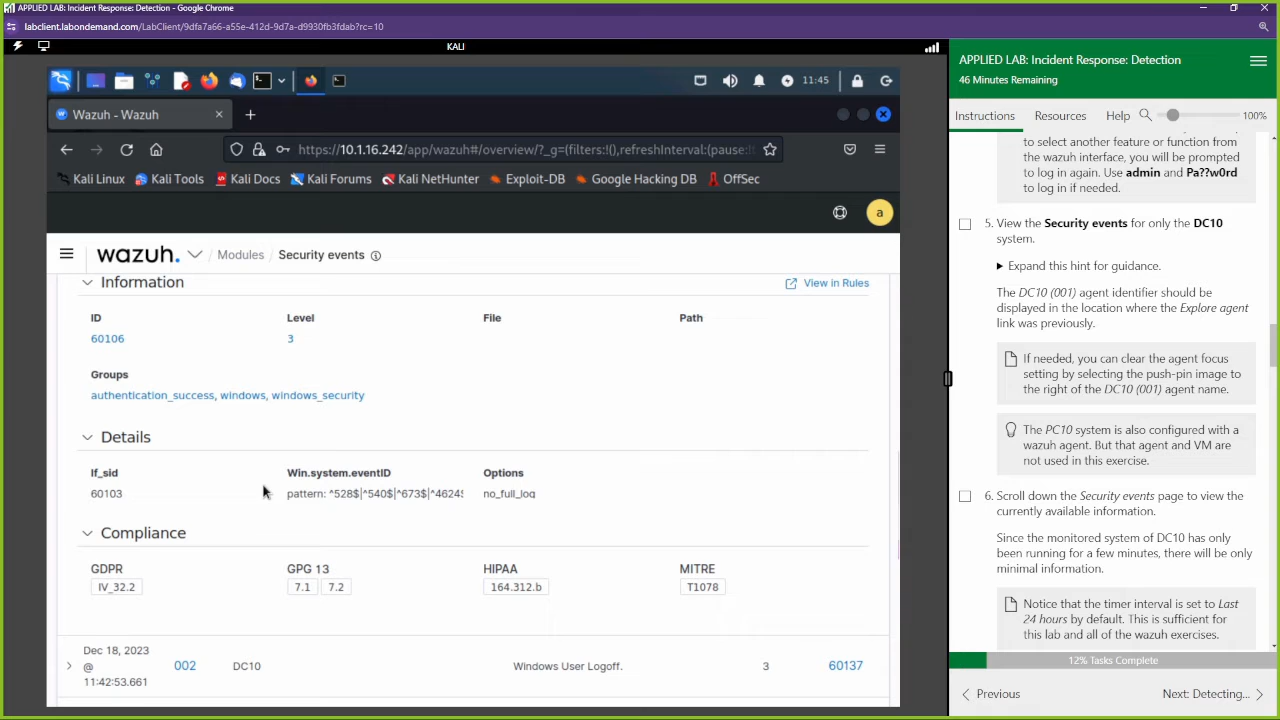 APPLIED LAB: Incident Response: Detection - Google Chrome
labclient.labondemand.com/LabClient/9dfa7a66-a55e-412d-9d7a-d9930fb3fdab?rc=10
KALI
11:45
Wazuh - Wazuh
https://10.1.16.242/app/wazuh#/overview/?_g=(filters:!(),refreshInterval:(pause:!
Kali Linux Kali Tools Kali Docs Kali Forums Kali NetHunter Exploit-DB Google Hacking DB OffSec
a
wazuh. / Modules / Security events
Information View in Rules
ID Level File Path
60106 3
Groups
authentication_success, windows, windows_security
Details
If_sid Win.system.eventID Options
60103 pattern: ^528$|^540$|^673$|^4624$ no_full_log
Compliance
GDPR GPG 13 HIPAA MITRE
IV_32.2 7.1 7.2 164.312.b T1078
Dec 18, 2023
@
11:42:53.661
002 DC10 Windows User Logoff. 3 60137
APPLIED LAB: Incident Response: Detection
46 Minutes Remaining
Instructions Resources Help 100%
to select another feature or function from
the wazuh interface, you will be prompted
to log in again. Use admin and Pa??w0rd
to log in if needed.
5. View the Security events for only the DC10
system.
Expand this hint for guidance.
The DC10 (001) agent identifier should be
displayed in the location where the Explore agent
link was previously.
If needed, you can clear the agent focus
setting by selecting the push-pin image to
the right of the DC10 (001) agent name.
The PC10 system is also configured with a
wazuh agent. But that agent and VM are
not used in this exercise.
6. Scroll down the Security events page to view the
currently available information.
Since the monitored system of DC10 has only
been running for a few minutes, there will be only
minimal information.
Notice that the timer interval is set to Last
24 hours by default. This is sufficient for
this lab and all of the wazuh exercises.
12% Tasks Complete
Previous Next: Detecting...